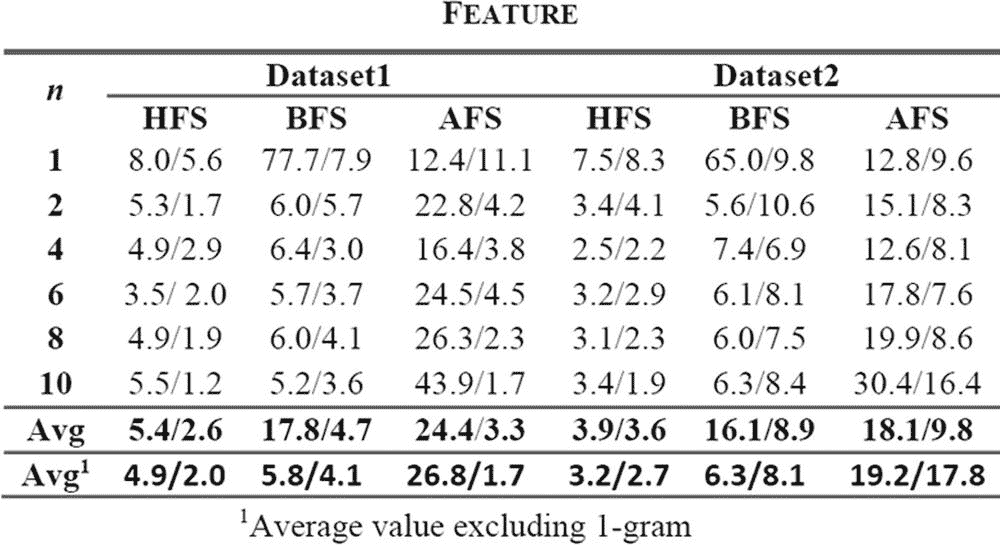 FEATURE
n Dataset1 Dataset2
HFS BFS AFS HFS BFS AFS
1 8.0/5.6 77.7/7.9 12.4/11.1 7.5/8.3 65.0/9.8 12.8/9.6
2 5.3/1.7 6.0/5.7 22.8/4.2 3.4/4.1 5.6/10.6 15.1/8.3
4 4.9/2.9 6.4/3.0 16.4/3.8 2.5/2.2 7.4/6.9 12.6/8.1
6 3.5/ 2.0 5.7/3.7 24.5/4.5 3.2/2.9 6.1/8.1 17.8/7.6
8 4.9/1.9 6.0/4.1 26.3/2.3 3.1/2.3 6.0/7.5 19.9/8.6
10 5.5/1.2 5.2/3.6 43.9/1.7 3.4/1.9 6.3/8.4 30.4/16.4
Avg 5.4/2.6 17.8/4.7 24.4/3.3 3.9/3.6 16.1/8.9 18.1/9.8
Avg¹ 4.9/2.0 5.8/4.1 26.8/1.7 3.2/2.7 6.3/8.1 19.2/17.8
¹Average value excluding 1-gram